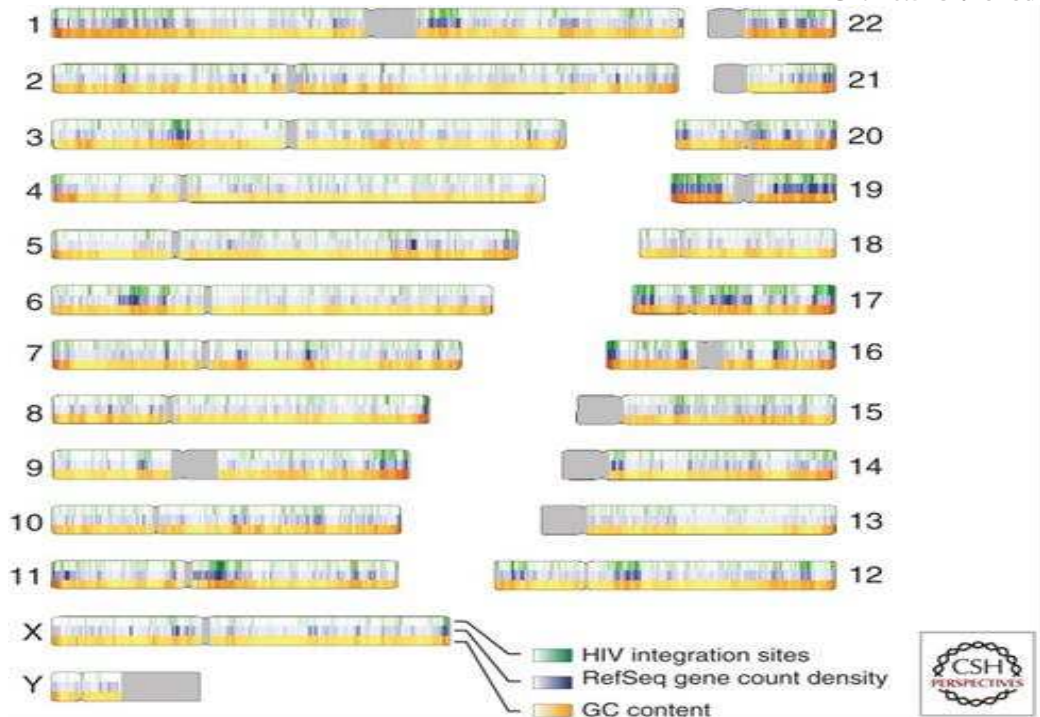 1 22
2 21
3 20
4 19
5 18
6 17
7 16
8 15
9 14
10 13
11 12
X
Y
HIV integration sites
RefSeq gene count density
GC content
CSH
PERSPECTIVES